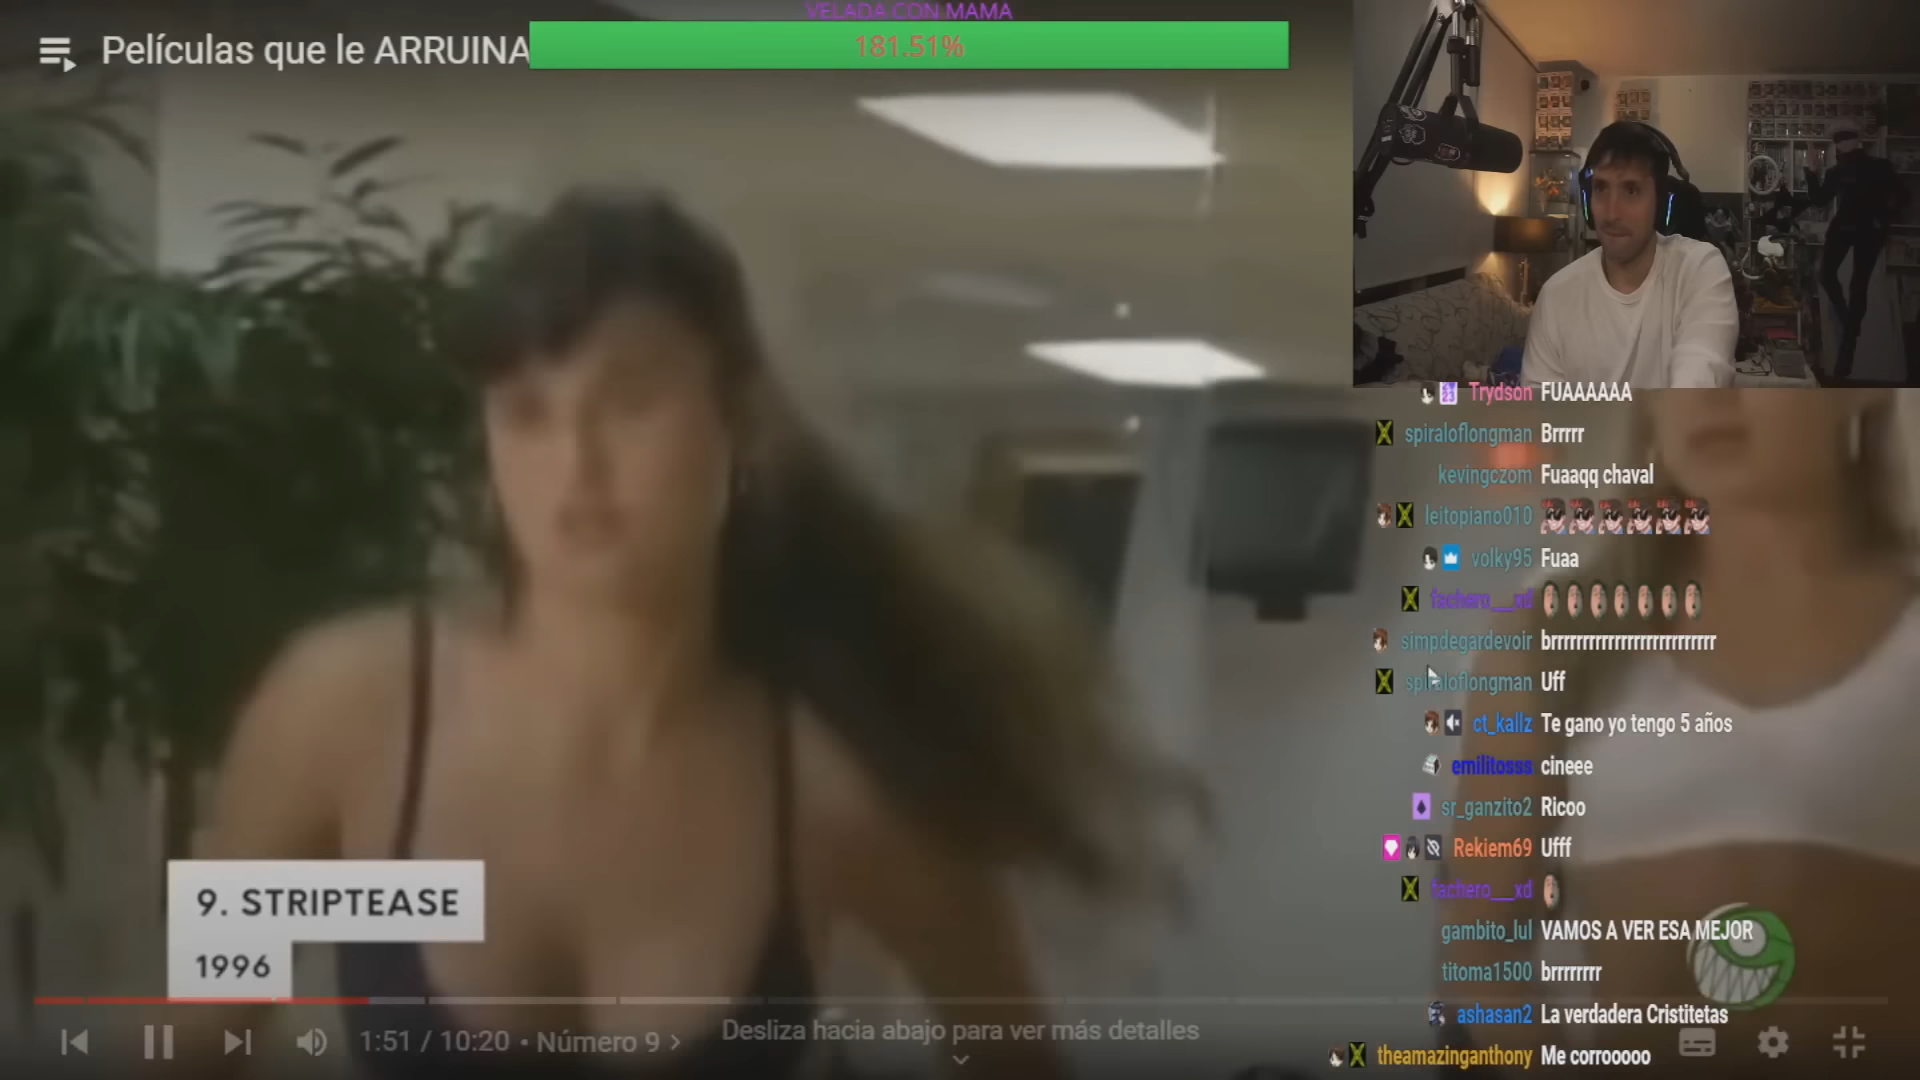 VELADA CON MAMA
Películas que le ARRUINA
181.51%
Trydson FUAAAAAA
spiraloflongman Brrrrr
kevingczom Fuaaqq chaval
leitopiano010
volky95 Fuaa
fachero__xd
simpdegardevoir brrrrrrrrrrrrrrrrrrrrrrrrrr
spiraloflongman Uff
ct_kallz Te gano yo tengo 5 años
emilitosss cineee
sr_ganzito2 Ricoo
Rekiem69 Ufff
fachero__xd
gambito_lul VAMOS A VER ESA MEJOR
titoma1500 brrrrrrrr
ashasan2 La verdadera Cristitetas
theamazinganthony Me corrooooo
9. STRIPTEASE
1996
1:51 / 10:20 • Número 9 >
Desliza hacia abajo para ver más detalles